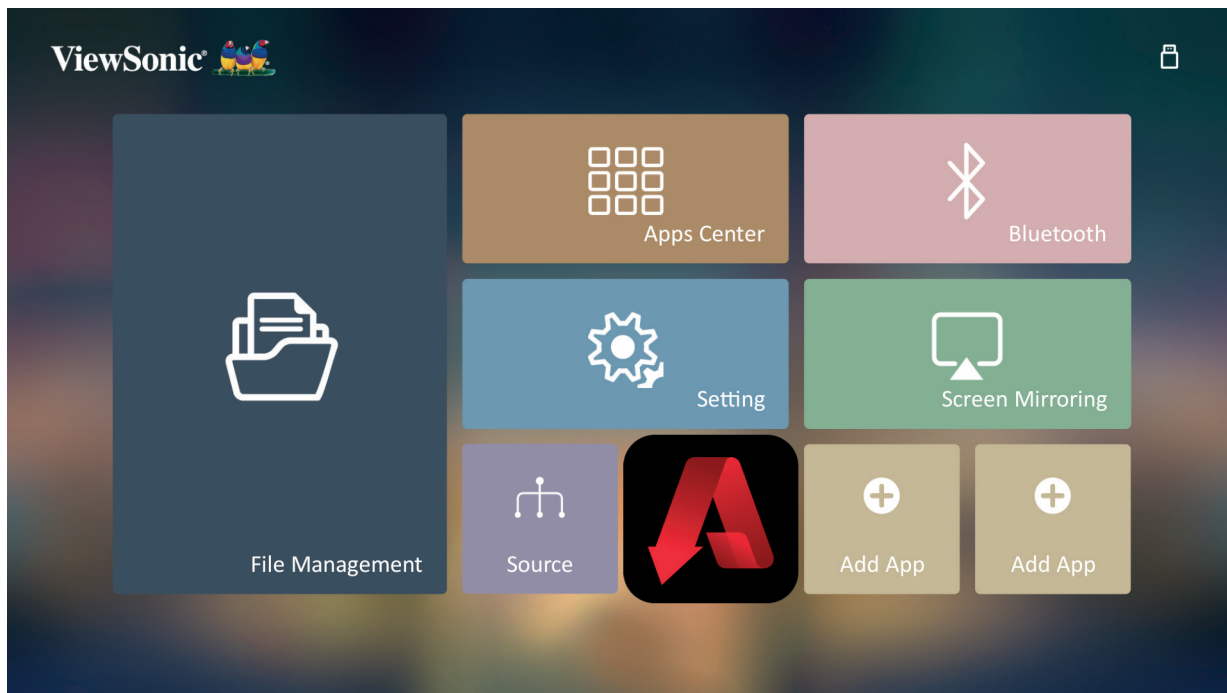 ViewSonic®
Apps Center
Bluetooth
Setting
Screen Mirroring
File Management
Source
Add App
Add App